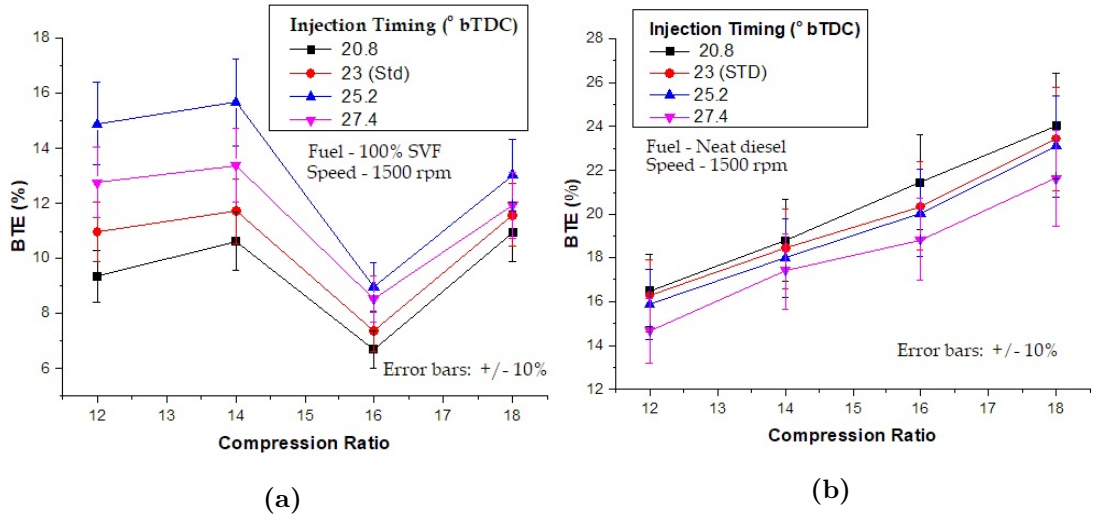 Injection Timing (° bTDC)
20.8
23 (Std)
25.2
27.4
Fuel - 100% SVF
Speed - 1500 rpm
Error bars: +/- 10%
BTE (%)
18
16
14
12
10
8
6
12 13 14 15 16 17 18
Compression Ratio
(a)
Injection Timing (° bTDC)
20.8
23 (STD)
25.2
27.4
Fuel - Neat diesel
Speed - 1500 rpm
Error bars: +/- 10%
BTE (%)
28
26
24
22
20
18
16
14
12
12 13 14 15 16 17 18
Compression Ratio
(b)